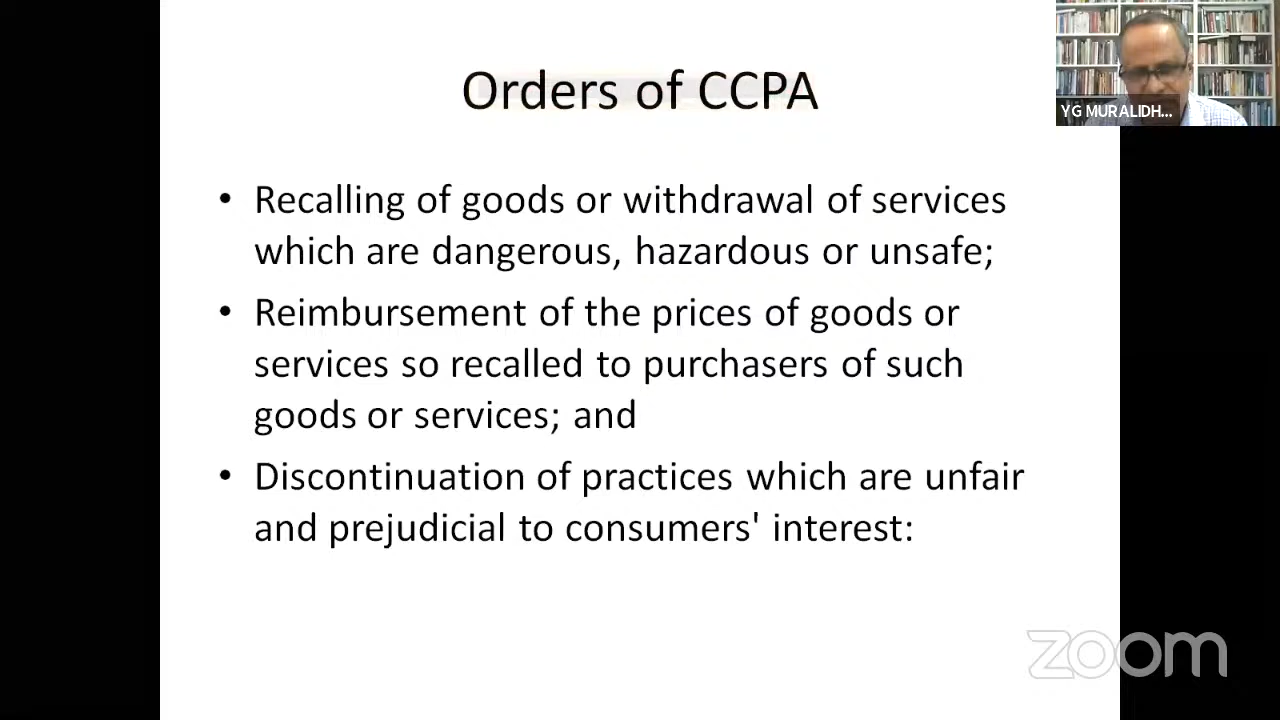 Orders of CCPA
YG MURALIDH...
• Recalling of goods or withdrawal of services
which are dangerous, hazardous or unsafe;
• Reimbursement of the prices of goods or
services so recalled to purchasers of such
goods or services; and
• Discontinuation of practices which are unfair
and prejudicial to consumers' interest:
zoom